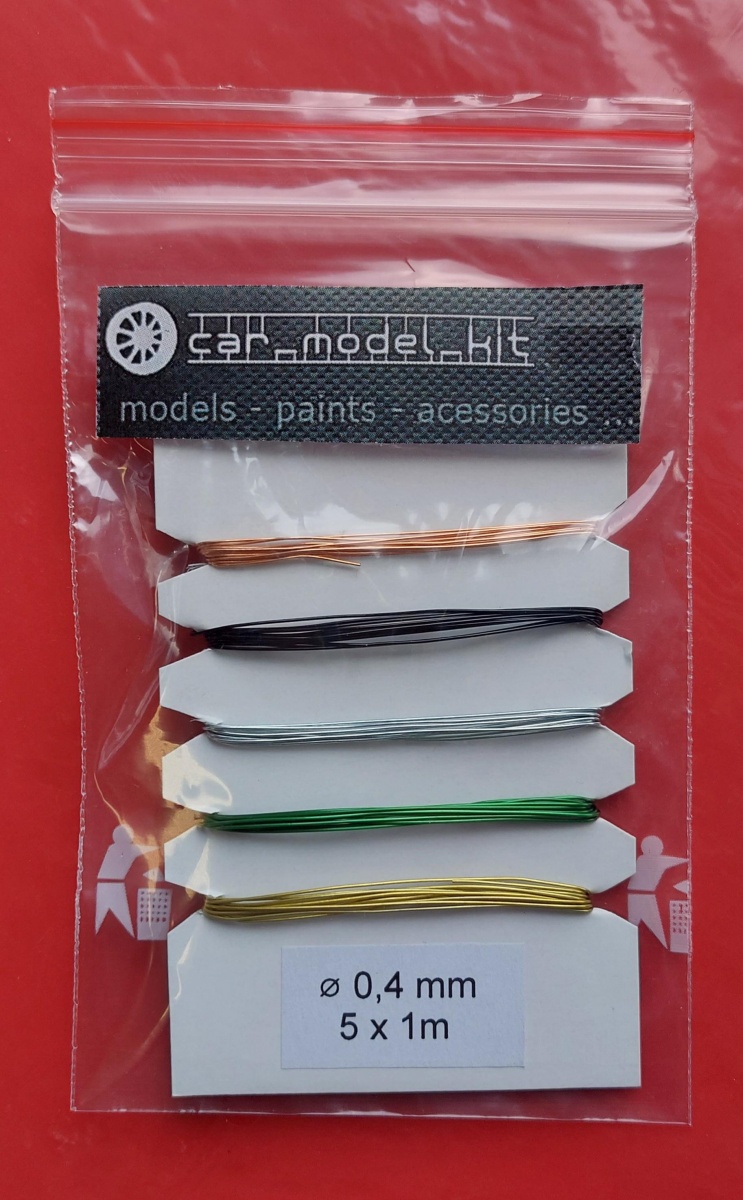 car_model_kit
models - paints - acessories ...
⌀ 0,4 mm
5 x 1m